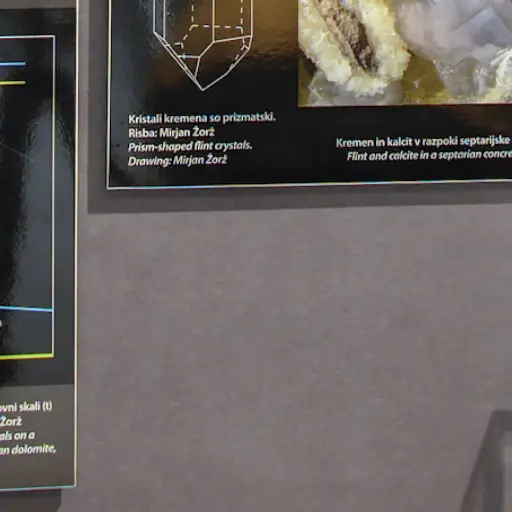 Kristali kremena so prizmatski.
Risba: Mirjan Žorž
Prism-shaped flint crystals.
Drawing: Mirjan Žorž
Kremen in kalcit v razpoki septarijske
Flint and calcite in a septarian concre
vni skali (t)
Žorž
als on a
an dolomite,